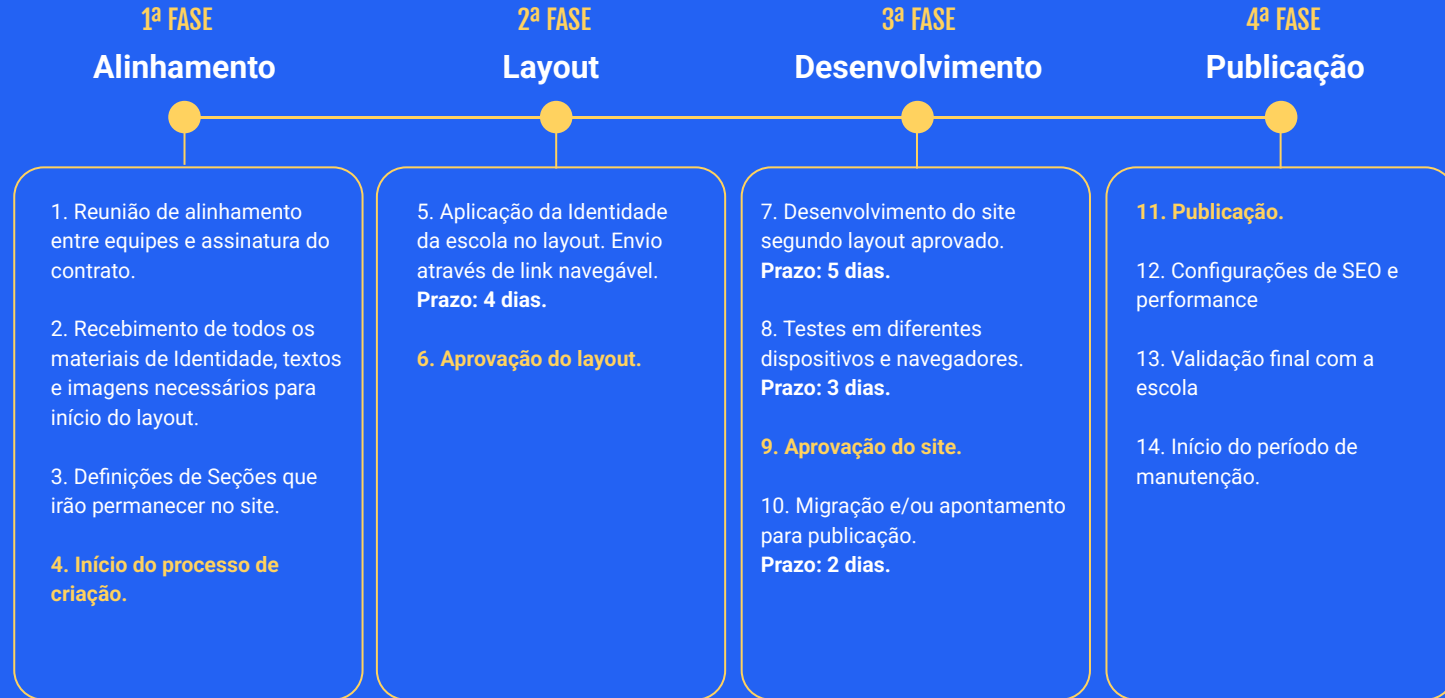 1ª FASE
Alinhamento
2ª FASE
Layout
3ª FASE
Desenvolvimento
4ª FASE
Publicação
1. Reunião de alinhamento
entre equipes e assinatura do
contrato.
2. Recebimento de todos os
materiais de Identidade, textos
e imagens necessários para
início do layout.
3. Definições de Seções que
irão permanecer no site.
4. Início do processo de
criação.
5. Aplicação da Identidade
da escola no layout. Envio
através de link navegável.
Prazo: 4 dias.
6. Aprovação do layout.
7. Desenvolvimento do site
segundo layout aprovado.
Prazo: 5 dias.
8. Testes em diferentes
dispositivos e navegadores.
Prazo: 3 dias.
9. Aprovação do site.
10. Migração e/ou apontamento
para publicação.
Prazo: 2 dias.
11. Publicação.
12. Configurações de SEO e
performance
13. Validação final com a
escola
14. Início do período de
manutenção.